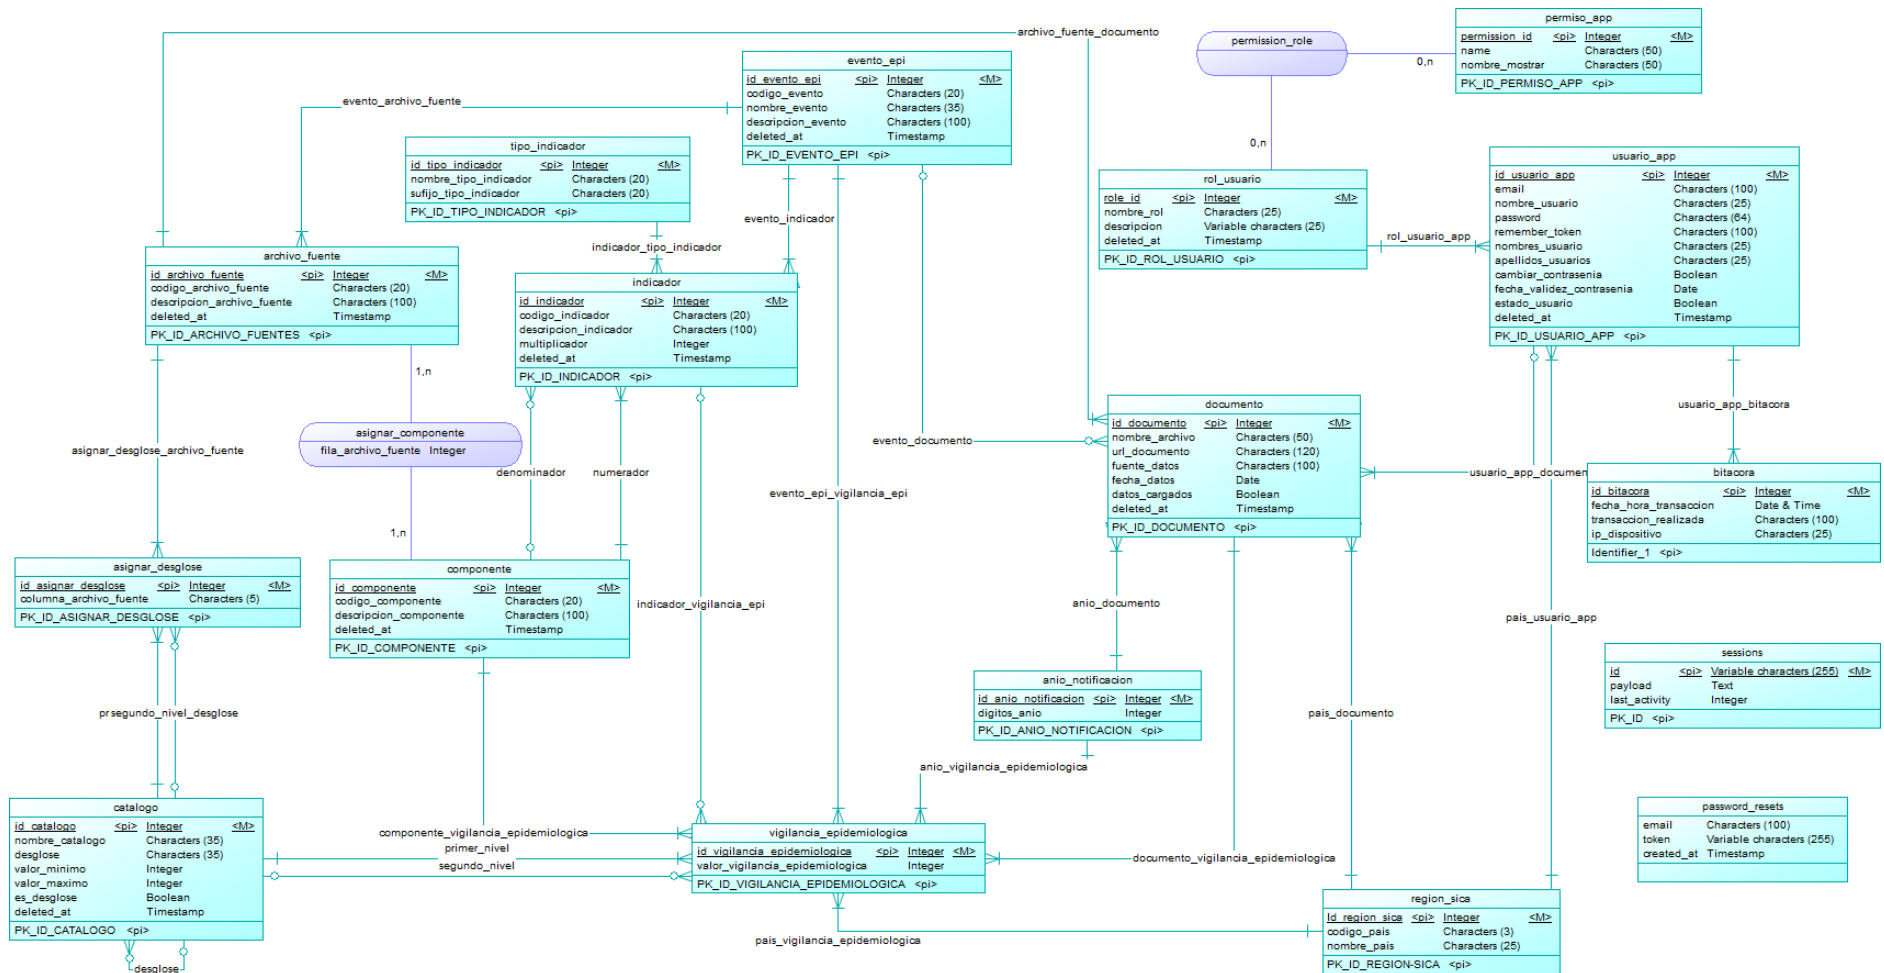 permiso_app
permission_id <pi> Integer <M>
name Characters (50)
nombre_mostrar Characters (50)
PK_ID_PERMISO_APP <pi>
archivo_fuente_documento
permission_role
0,n
0,n
evento_epi
id_evento_epi <pi> Integer <M>
codigo_evento Characters (20)
nombre_evento Characters (35)
descripcion_evento Characters (100)
deleted_at Timestamp
PK_ID_EVENTO_EPI <pi>
evento_archivo_fuente
tipo_indicador
id_tipo_indicador <pi> Integer <M>
nombre_tipo_indicador Characters (20)
sufijo_tipo_indicador Characters (20)
PK_ID_TIPO_INDICADOR <pi>
evento_indicador
indicador_tipo_indicador
rol_usuario
role_id <pi> Integer <M>
nombre_rol Characters (25)
descripcion Variable characters (25)
deleted_at Timestamp
PK_ID_ROL_USUARIO <pi>
rol_usuario_app
usuario_app
id_usuario_app <pi> Integer <M>
email Characters (100)
nombre_usuario Characters (25)
password Characters (64)
remember_token Characters (100)
nombres_usuario Characters (25)
apellidos_usuarios Characters (25)
cambiar_contrasenia Boolean
fecha_validez_contrasenia Date
estado_usuario Boolean
deleted_at Timestamp
PK_ID_USUARIO_APP <pi>
archivo_fuente
id_archivo_fuente <pi> Integer <M>
codigo_archivo_fuente Characters (20)
descripcion_archivo_fuente Characters (100)
deleted_at Timestamp
PK_ID_ARCHIVO_FUENTES <pi>
indicador
id_indicador <pi> Integer <M>
codigo_indicador Characters (20)
descripcion_indicador Characters (100)
multiplicador Integer
deleted_at Timestamp
PK_ID_INDICADOR <pi>
1,n
asignar_componente
fila_archivo_fuente Integer
1,n
asignar_desglose_archivo_fuente
denominador
numerador
evento_documento
evento_epi_vigilancia_epi
documento
id_documento <pi> Integer <M>
nombre_archivo Characters (50)
url_documento Characters (120)
fuente_datos Characters (100)
fecha_datos Date
datos_cargados Boolean
deleted_at Timestamp
PK_ID_DOCUMENTO <pi>
usuario_app_documen
usuario_app_bitacora
bitacora
id_bitacora <pi> Integer <M>
fecha_hora_transaccion Date & Time
transaccion_realizada Characters (100)
ip_dispositivo Characters (25)
Identifier_1 <pi>
asignar_desglose
id_asignar_desglose <pi> Integer <M>
columna_archivo_fuente Characters (5)
PK_ID_ASIGNAR_DESGLOSE <pi>
componente
id_componente <pi> Integer <M>
codigo_componente Characters (20)
descripcion_componente Characters (100)
deleted_at Timestamp
PK_ID_COMPONENTE <pi>
indicador_vigilancia_epi
anio_documento
pais_usuario_app
sessions
id <pi> Variable characters (255) <M>
payload Text
last_activity Integer
PK_ID <pi>
anio_notificacion
id_anio_notificacion <pi> Integer <M>
digitos_anio Integer
PK_ID_ANIO_NOTIFICACION <pi>
prsegundo_nivel_desglose
pais_documento
anio_vigilancia_epidemiologica
catalogo
id_catalogo <pi> Integer <M>
nombre_catalogo Characters (35)
desglose Characters (35)
valor_minimo Integer
valor_maximo Integer
es_desglose Boolean
deleted_at Timestamp
PK_ID_CATALOGO <pi>
desglose
componente_vigilancia_epidemiologica
primer_nivel
segundo_nivel
vigilancia_epidemiologica
id_vigilancia_epidemiologica <pi> Integer <M>
valor_vigilancia_epidemiologica Integer
PK_ID_VIGILANCIA_EPIDEMIOLOGICA <pi>
documento_vigilancia_epidemiologica
pais_vigilancia_epidemiologica
password_resets
email Characters (100)
token Variable characters (255)
created_at Timestamp
region_sica
Id_region_sica <pi> Integer <M>
codigo_pais Characters (3)
nombre_pais Characters (25)
PK_ID_REGION-SICA <pi>